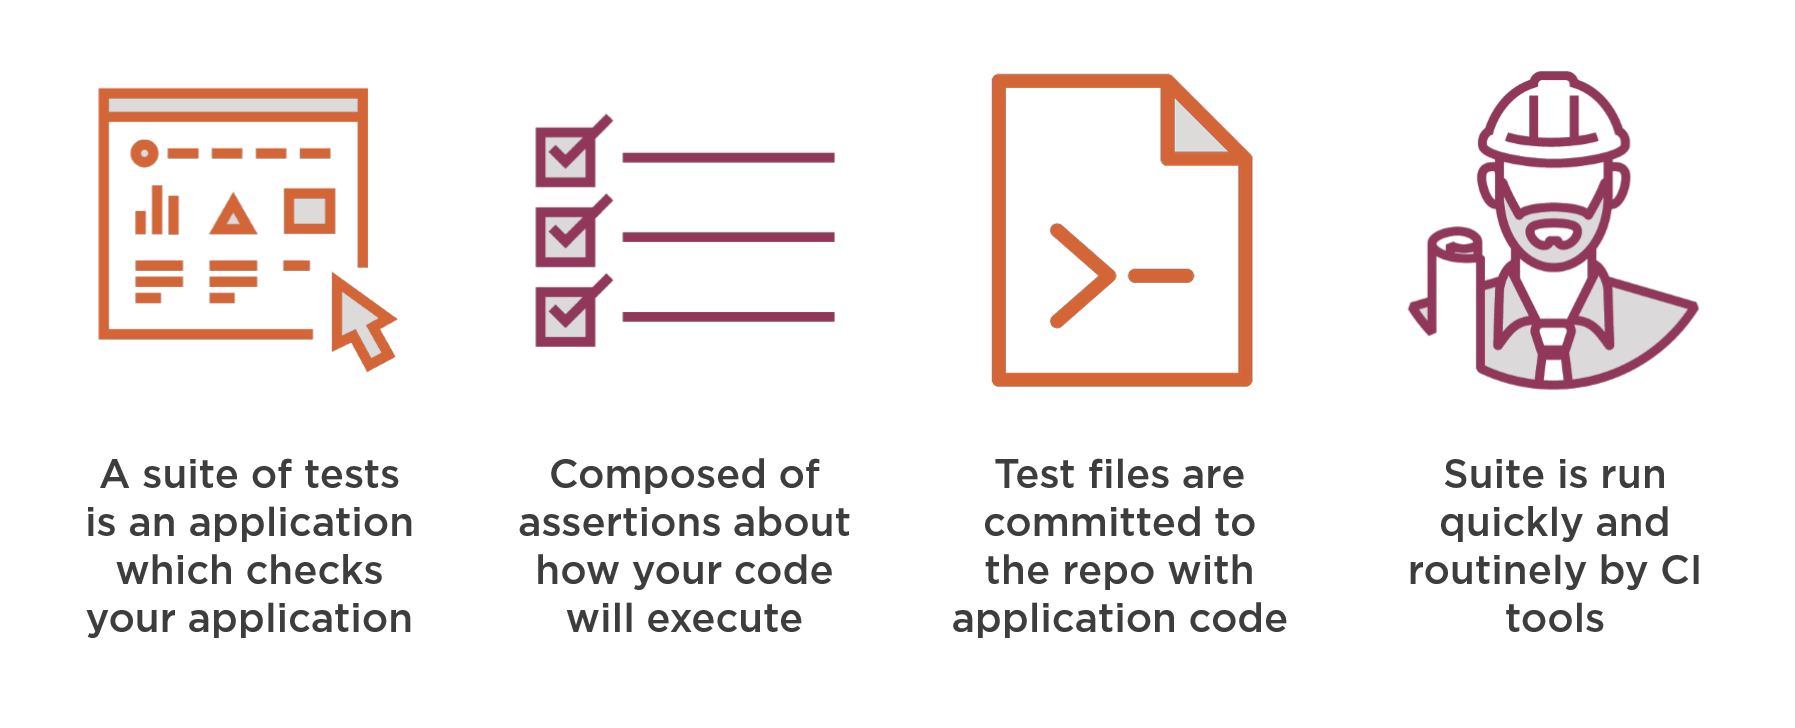 A suite of tests
is an application
which checks
your application
Composed of
assertions about
how your code
will execute
Test files are
committed to
the repo with
application code
Suite is run
quickly and
routinely by CI
tools